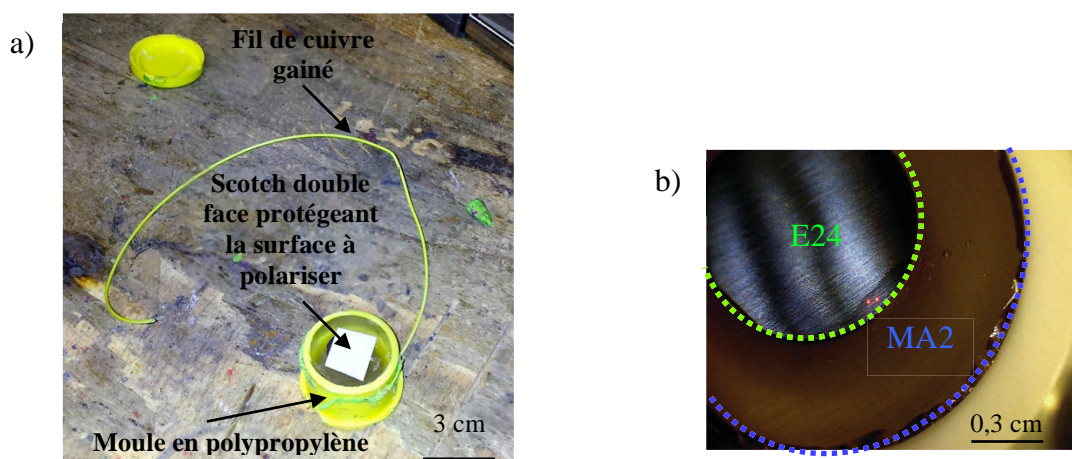 a)
Fil de cuivre
gainé
Scotch double
face protégeant
la surface à
polariser
Moule en polypropylène
3 cm
b)
E24
MA2
0,3 cm